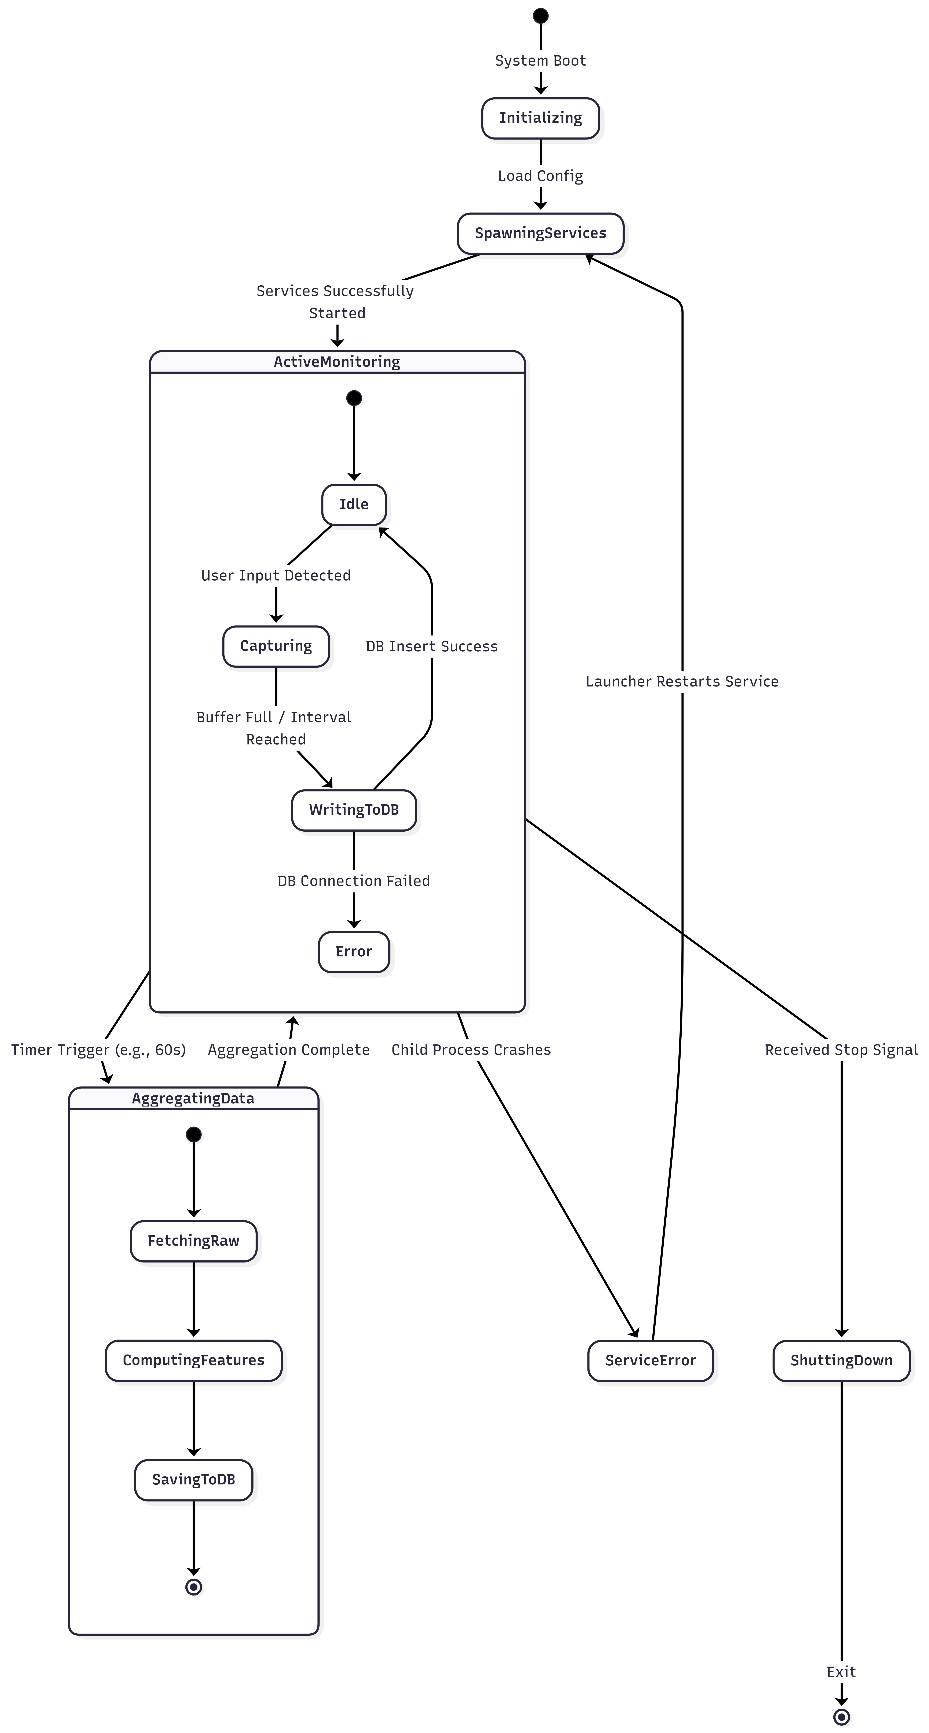 System Boot
Initializing
Load Config
SpawningServices
Services Successfully
Started
ActiveMonitoring
Idle
User Input Detected
Capturing
DB Insert Success
Launcher Restarts Service
Buffer Full / Interval
Reached
WritingToDB
DB Connection Failed
Error
Timer Trigger (e.g., 60s)
Aggregation Complete
Child Process Crashes
Received Stop Signal
AggregatingData
FetchingRaw
ComputingFeatures
ServiceError
ShuttingDown
SavingToDB
Exit